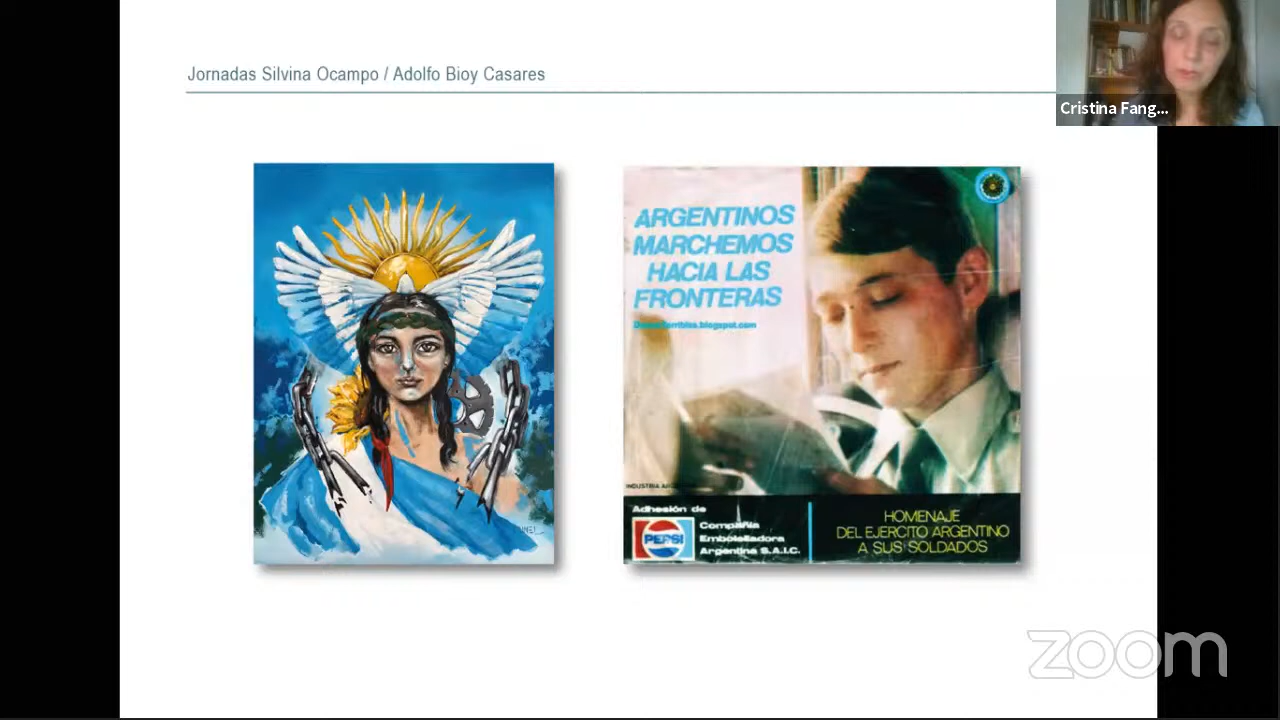 Jornadas Silvina Ocampo / Adolfo Bioy Casares
Cristina Fang...
ARGENTINOS
MARCHEMOS
HACIA LAS
FRONTERAS
Adhesión de
PEPSI
Compañía
Embotelladora
Argentina S.A.I.C.
HOMENAJE
DEL EJERCITO ARGENTINO
A SUS SOLDADOS
zoom